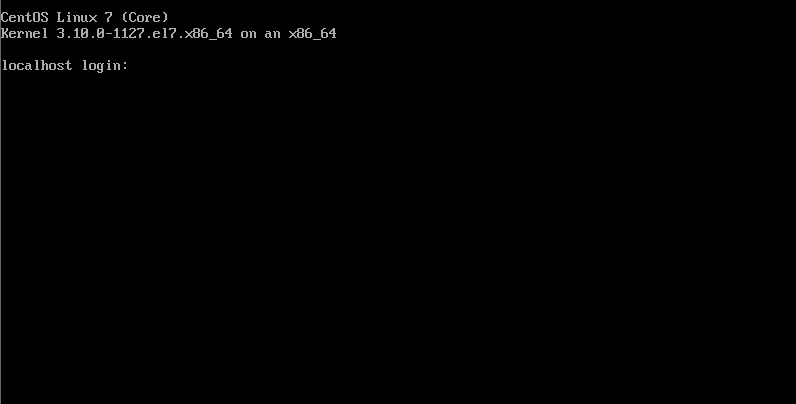 CentOS Linux 7 (Core)
Kernel 3.10.0-1127.el7.x86_64 on an x86_64
localhost login: